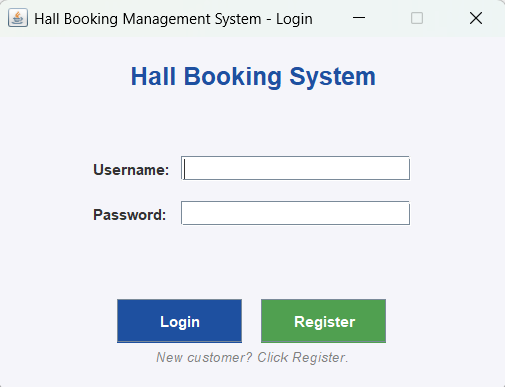 Hall Booking Management System - Login
Hall Booking System
Username:
Password:
Login Register
New customer? Click Register.